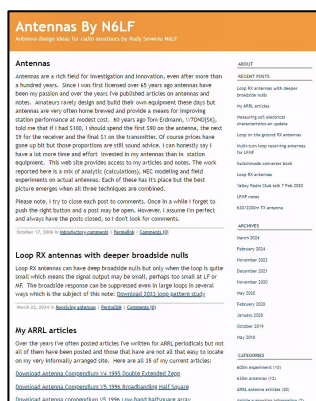 Antennas By N6LF
Antenna design ideas for radio amateurs by Rudy Severns N6LF
Antennas
Antennas are a rich field for investigation and innovation, even after more than
a hundred years. Since I was first licensed over 65 years ago antennas have
been my passion and over the years I've published articles on antennas and
notes. Amateurs rarely design and build their own equipment these days but
antennas are very often home brewed and provide a means for improving
station performance at modest cost. 60 years ago Tom Erdmann, W7DND(SK),
told me that if I had $100, I should spend the first $90 on the antenna, the next
$9 for the receiver and the final $1 on the transmitter. Of course prices have
gone up but those proportions are still sound advice. I can honestly say I
have a lot more time and effort invested in my antennas than in station
equipment. This web site provides access to my articles and notes. The work
reported here is a mix of analytic (calculations), NEC modeling and field
experiments on actual antennas. Each of these has it's place but the best
picture emerges when all three techniques are combined.
Please note, I try to close each post to comments. Once in a while I forget to
push the right button and a post may be open. However, I assume I'm perfect
and always have the posts closed, so I don't look for comments.
October 17, 2006 in Introductory comments | Permalink | Comments (0)
Loop RX antennas with deeper broadside nulls
Loop RX antennas can have deep broadside nulls but only when the loop is quite
small which means the signal output may be small, perhaps too small at LF or
MF. The broadside response can be suppressed even in large loops in several
ways which is the subject of this note: Download 2023 loop pattern study
March 22, 2024 in Receiving antennas | Permalink | Comments (0)
My ARRL articles
Over the years I've often posted articles I've written for ARRL periodicals but not
all of them have been posted and those that have are not all that easy to locate
on my very informally arranged site. Here are all 35 of my current articles:
Download Antenna Compendium V4 1995 Double Extended Zepp
Download Antenna Compendium V5 1996 Broadbanding Half Square
Download antenna compendium V5 1996 Low band halfsquare array
ABOUT
RECENT POSTS
Loop RX antennas with deeper
broadside nulls
My ARRL articles
Measuring soil electrical
characteristics-an update
Loop on the ground RX antennas
Multi-turn loop receiving antennas
for LF/MF
Switchmode converter book
Loop RX antennas
Valley Radio Club talk 7 Feb 2020
LF/MF notes
630/2200m TX antenna
ARCHIVES
March 2024
February 2024
November 2022
December 2021
November 2020
May 2020
February 2020
January 2020
October 2019
May 2019
CATEGORIES
600m experiment (10)
630m antennas (10)
ARRL antenna articles (20)